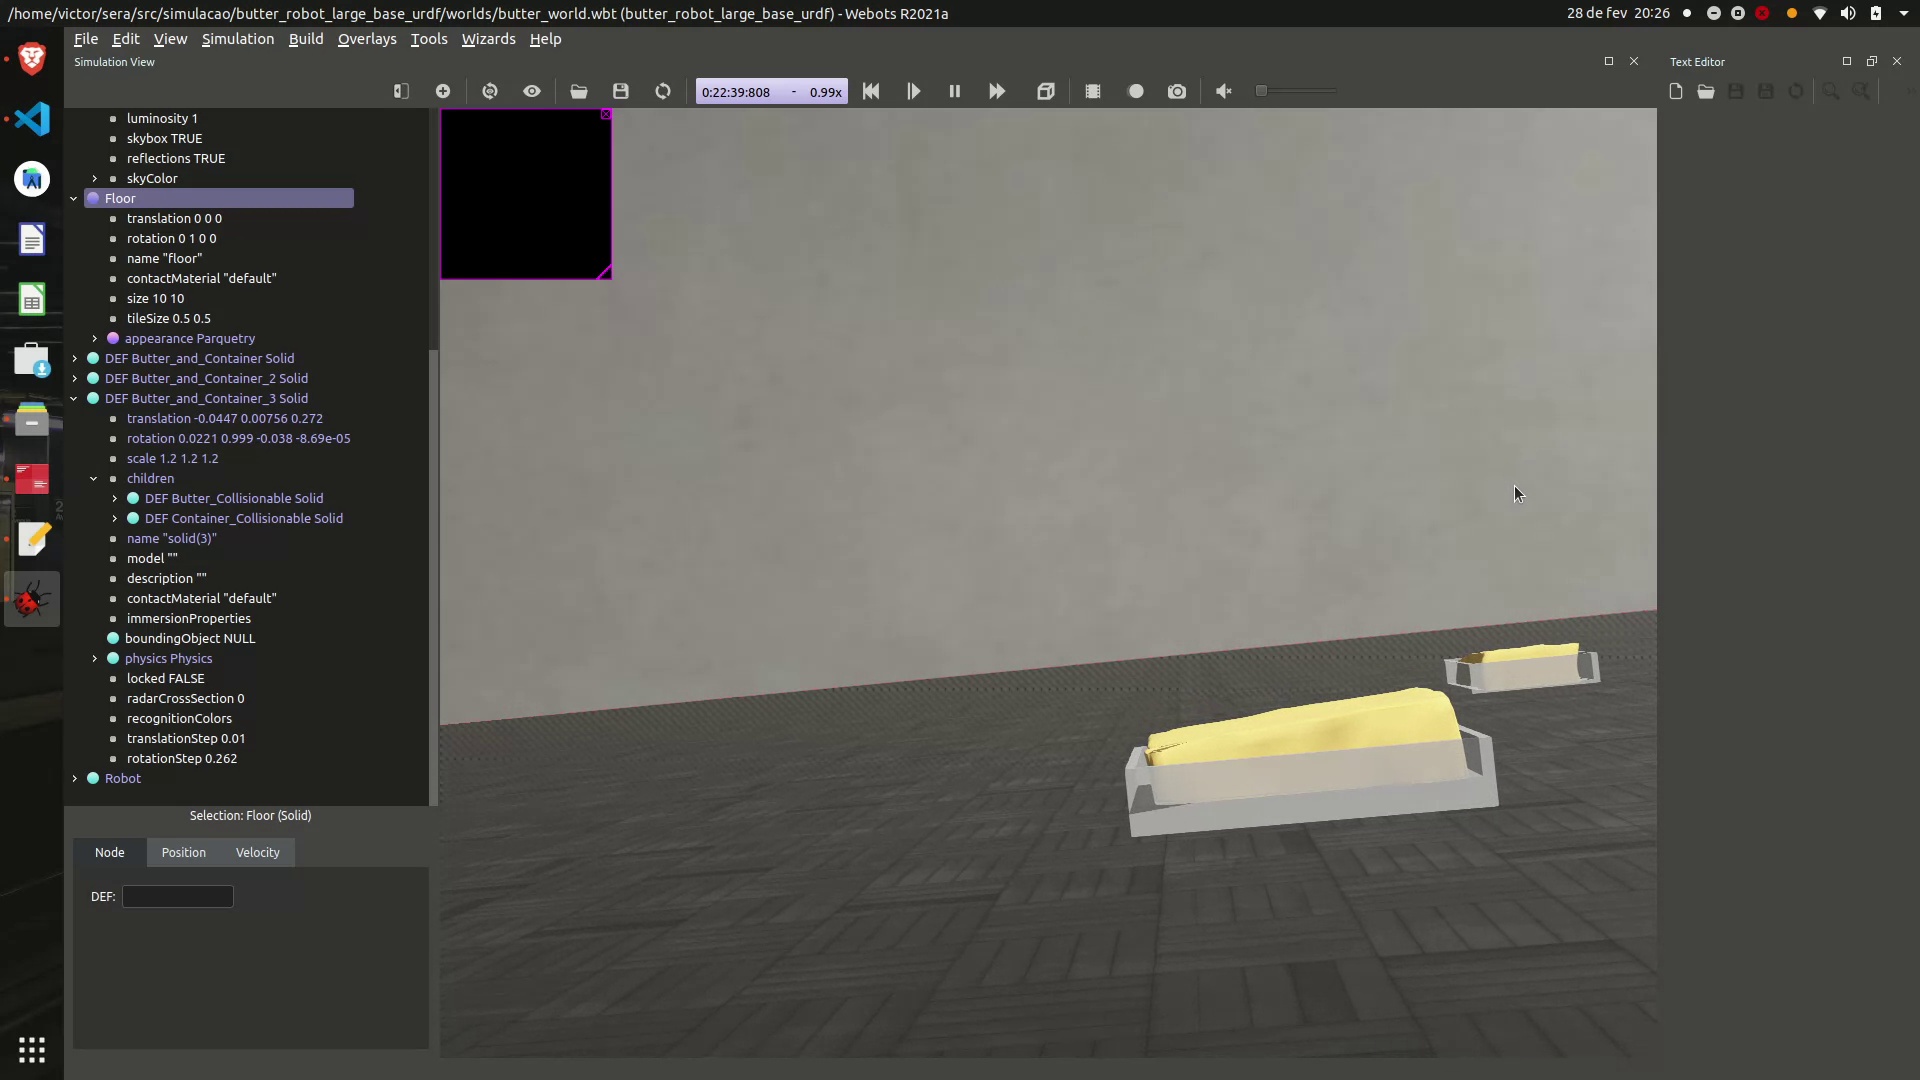 /home/victor/sera/src/simulacao/butter_robot_large_base_urdf/worlds/butter_world.wbt (butter_robot_large_base_urdf) - Webots R2021a
28 de fev 20:26
File Edit View Simulation Build Overlays Tools Wizards Help
Simulation View
Text Editor
0:22:39:808 - 0.99x
luminosity 1
skybox TRUE
reflections TRUE
skyColor
Floor
translation 0 0 0
rotation 0 1 0 0
name "floor"
contactMaterial "default"
size 10 10
tileSize 0.5 0.5
appearance Parquetry
DEF Butter_and_Container Solid
DEF Butter_and_Container_2 Solid
DEF Butter_and_Container_3 Solid
translation -0.0447 0.00756 0.272
rotation 0.0221 0.999 -0.038 -8.69e-05
scale 1.2 1.2 1.2
children
DEF Butter_Collisionable Solid
DEF Container_Collisionable Solid
name "solid(3)"
model ""
description ""
contactMaterial "default"
immersionProperties
boundingObject NULL
physics Physics
locked FALSE
radarCrossSection 0
recognitionColors
translationStep 0.01
rotationStep 0.262
Robot
Selection: Floor (Solid)
Node Position Velocity
DEF: